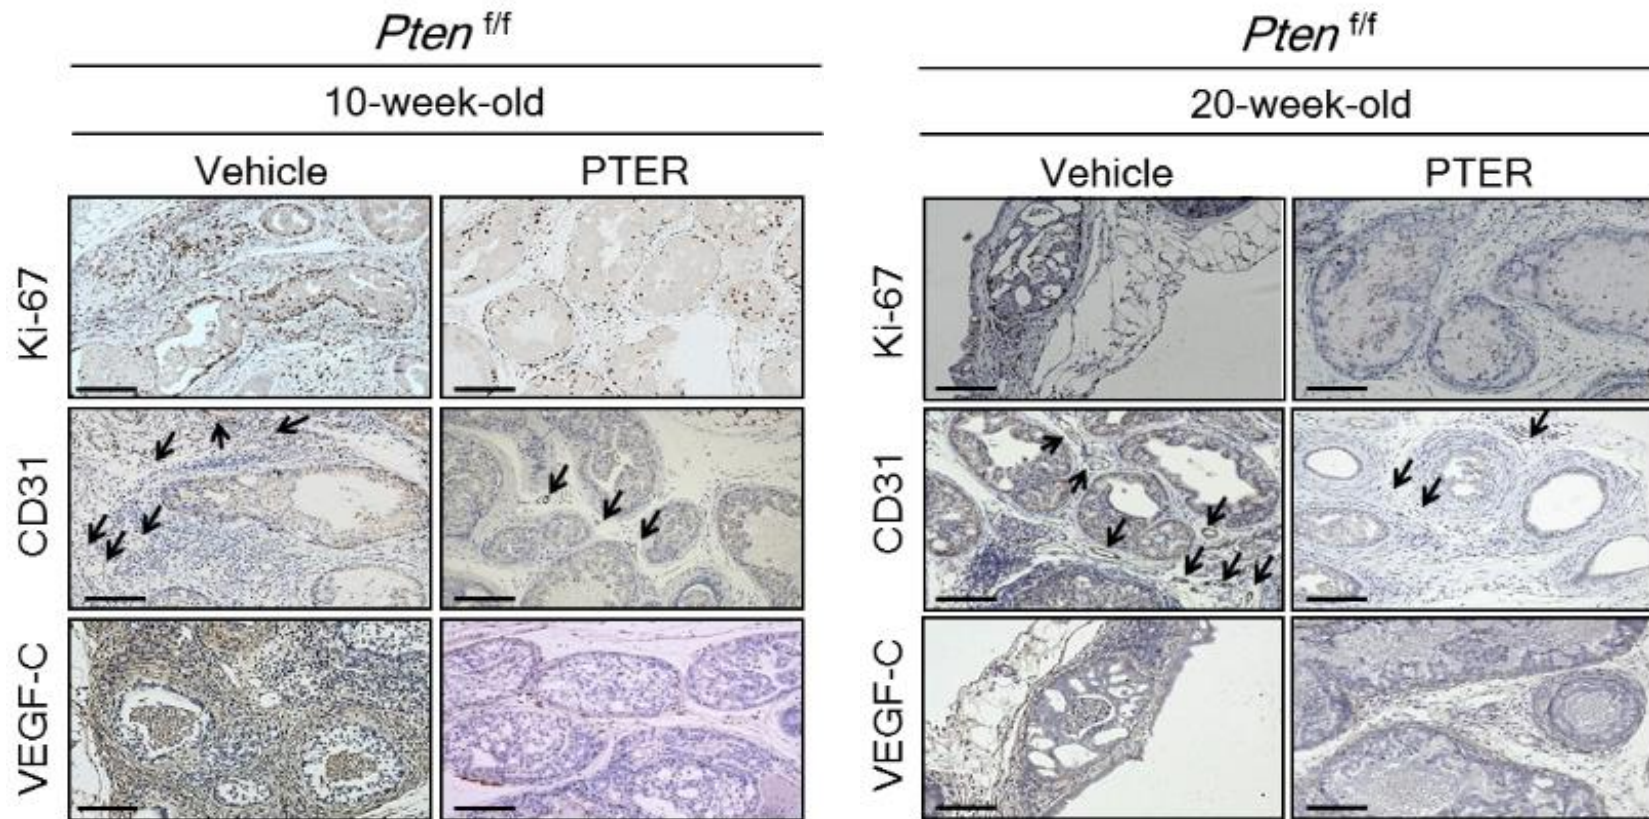 Pten f/f
10-week-old
Vehicle PTER
Ki-67
CD31
VEGF-C
Pten f/f
20-week-old
Vehicle PTER
Ki-67
CD31
VEGF-C